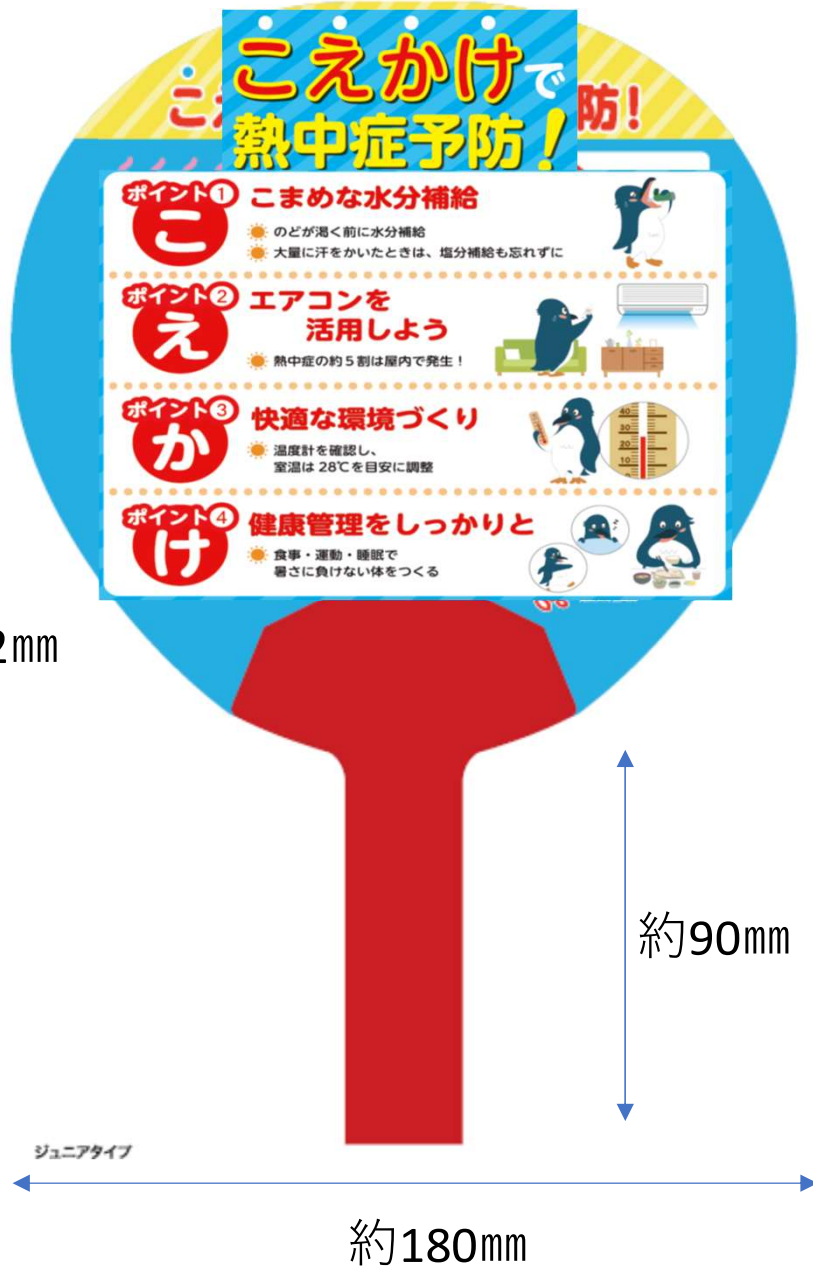 こえかけで
熱中症予防!
こ
防!
ポイント①
こ
こまめな水分補給
のどが渇く前に水分補給
大量に汗をかいたときは、塩分補給も忘れずに
ポイント②
え
エアコンを
活用しよう
熱中症の約5割は屋内で発生!
ポイント③
か
快適な環境づくり
温度計を確認し、
室温は28℃を目安に調整
40
30
20
10
ポイント④
け
健康管理をしっかりと
食事・運動・睡眠で
暑さに負けない体をつくる
2㎜
約90㎜
ジュニアタイプ
約180㎜